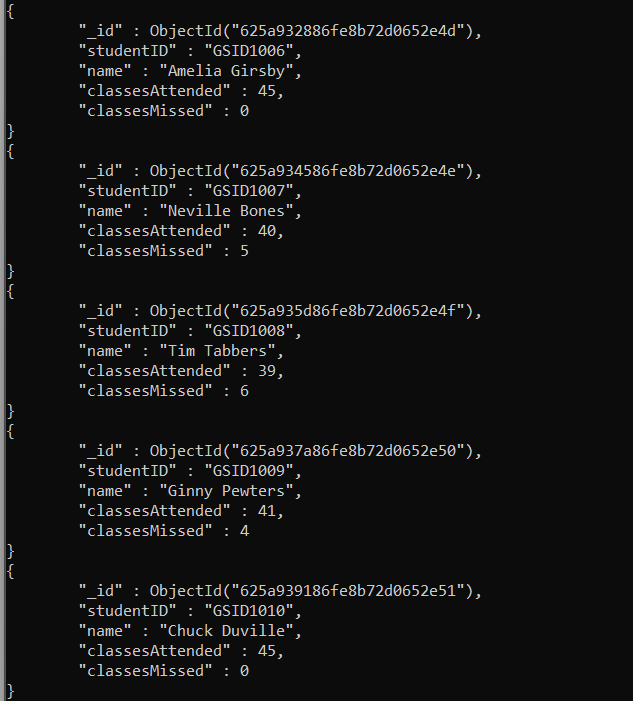 {
"_id" : ObjectId("625a932886fe8b72d0652e4d"),
"studentID" : "GSID1006",
"name" : "Amelia Girsby",
"classesAttended" : 45,
"classesMissed" : 0
}
{
"_id" : ObjectId("625a934586fe8b72d0652e4e"),
"studentID" : "GSID1007",
"name" : "Neville Bones",
"classesAttended" : 40,
"classesMissed" : 5
}
{
"_id" : ObjectId("625a935d86fe8b72d0652e4f"),
"studentID" : "GSID1008",
"name" : "Tim Tabbers",
"classesAttended" : 39,
"classesMissed" : 6
}
{
"_id" : ObjectId("625a937a86fe8b72d0652e50"),
"studentID" : "GSID1009",
"name" : "Ginny Pewters",
"classesAttended" : 41,
"classesMissed" : 4
}
{
"_id" : ObjectId("625a939186fe8b72d0652e51"),
"studentID" : "GSID1010",
"name" : "Chuck Duville",
"classesAttended" : 45,
"classesMissed" : 0
}